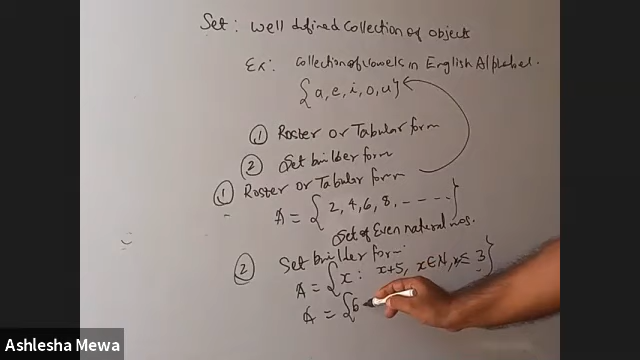 Set: well defined collection of objects
Ex: Collection of vowels in English Alphabet.
{a, e, i, o, u}
① Roster or Tabular form
② Set builder form
① Roster or Tabular form
A = {2, 4, 6, 8, - - - - -}
Set of Even natural nos.
② Set builder form
A = {x : x+5, x ∈ N, x ≤ 3}
A = {6
Ashlesha Mewa